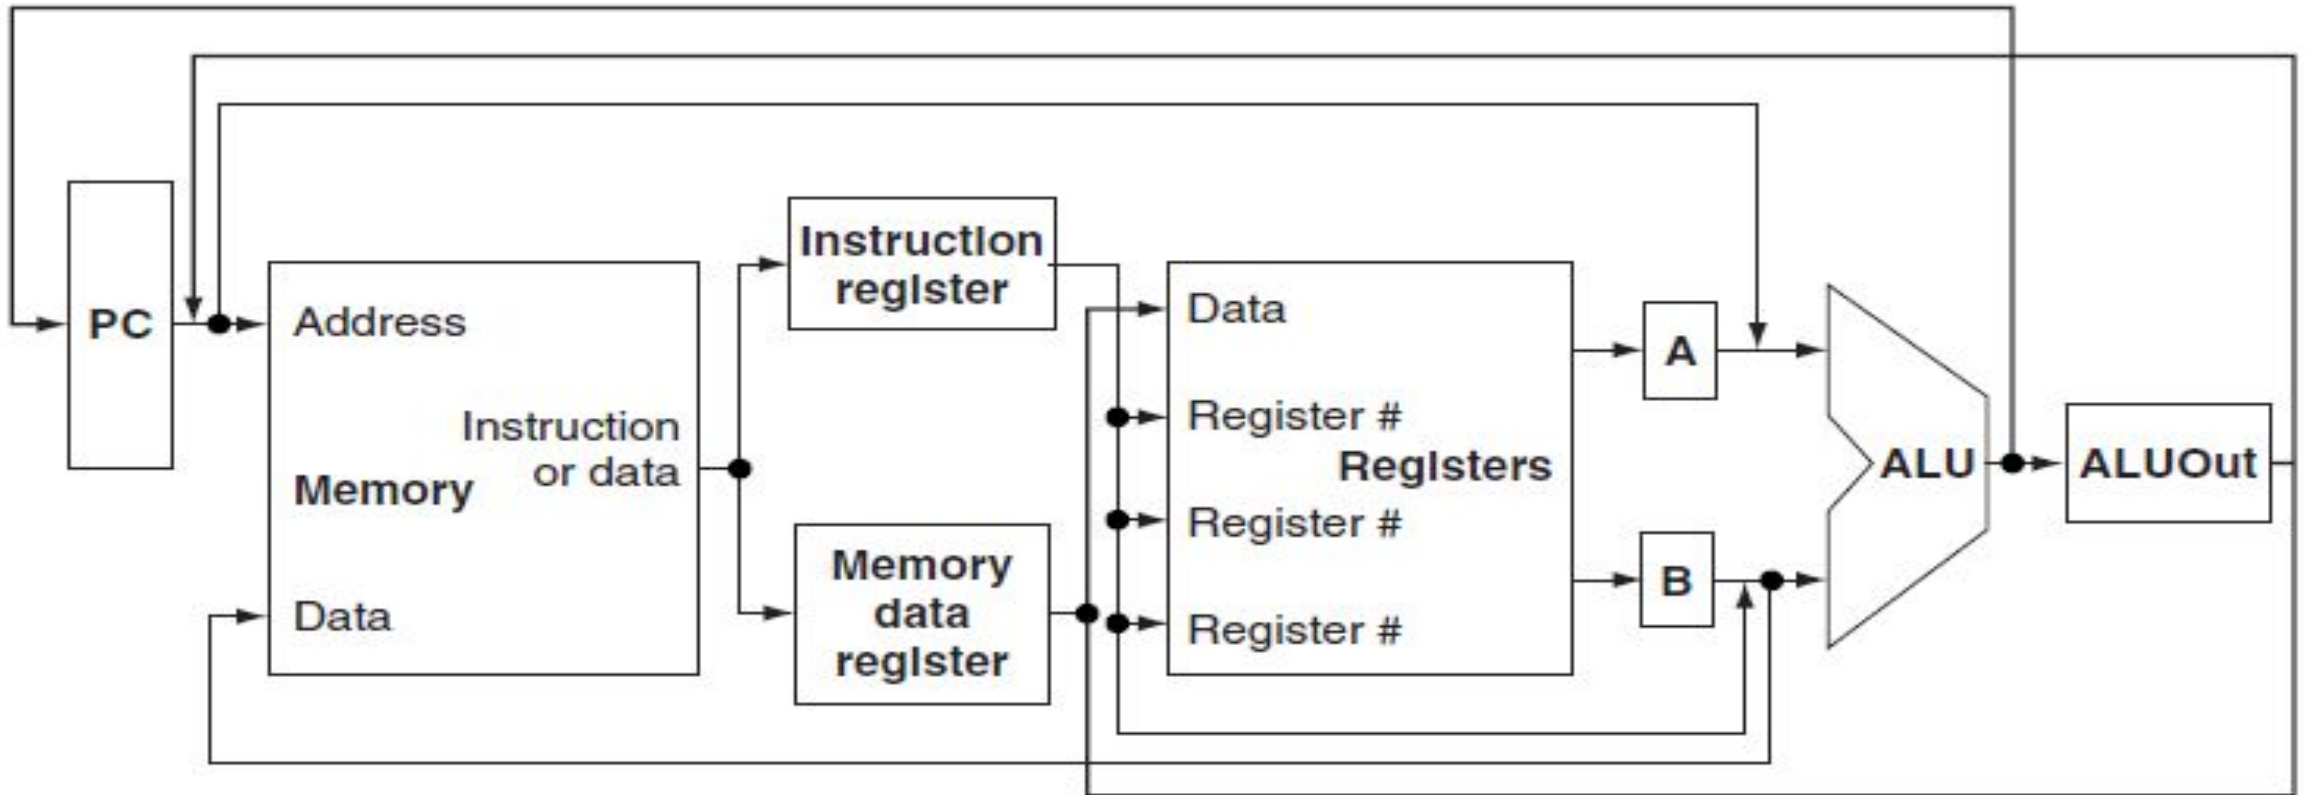 PC
Address
Instruction
or data
Memory
Data
Instruction
register
Memory
data
register
Data
Register #
Registers
Register #
Register #
A
B
ALU
ALUOut